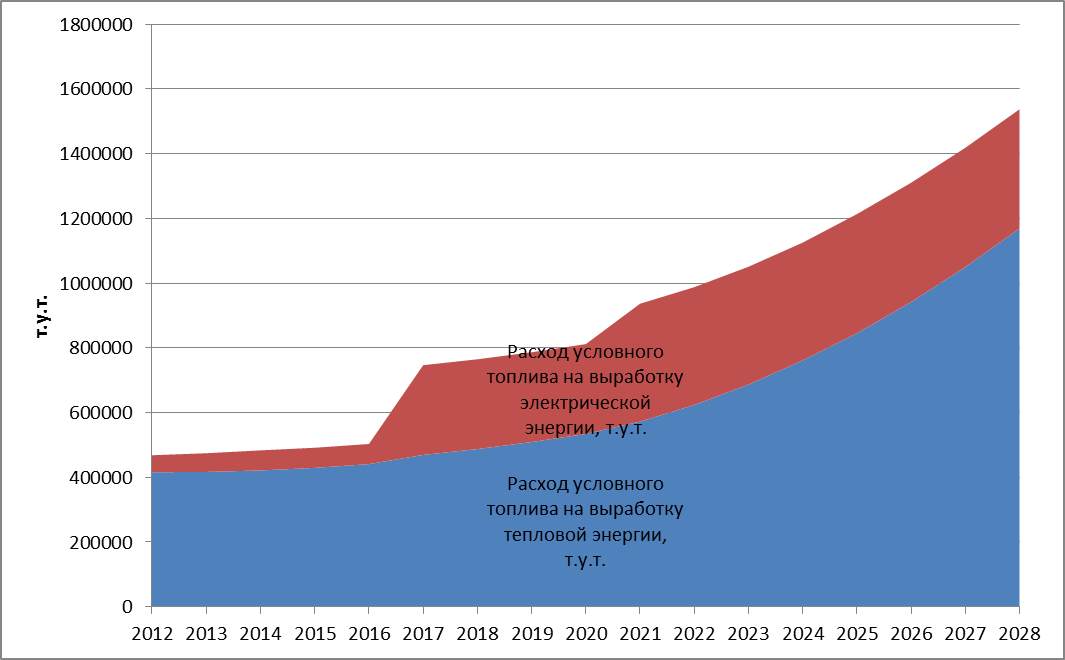 1800000
1600000
1400000
1200000
1000000
800000
600000
400000
200000
0
т.у.т.
Расход условного
топлива на выработку
электрической
энергии, т.у.т.
Расход условного
топлива на выработку
тепловой энергии,
т.у.т.
2012 2013 2014 2015 2016 2017 2018 2019 2020 2021 2022 2023 2024 2025 2026 2027 2028